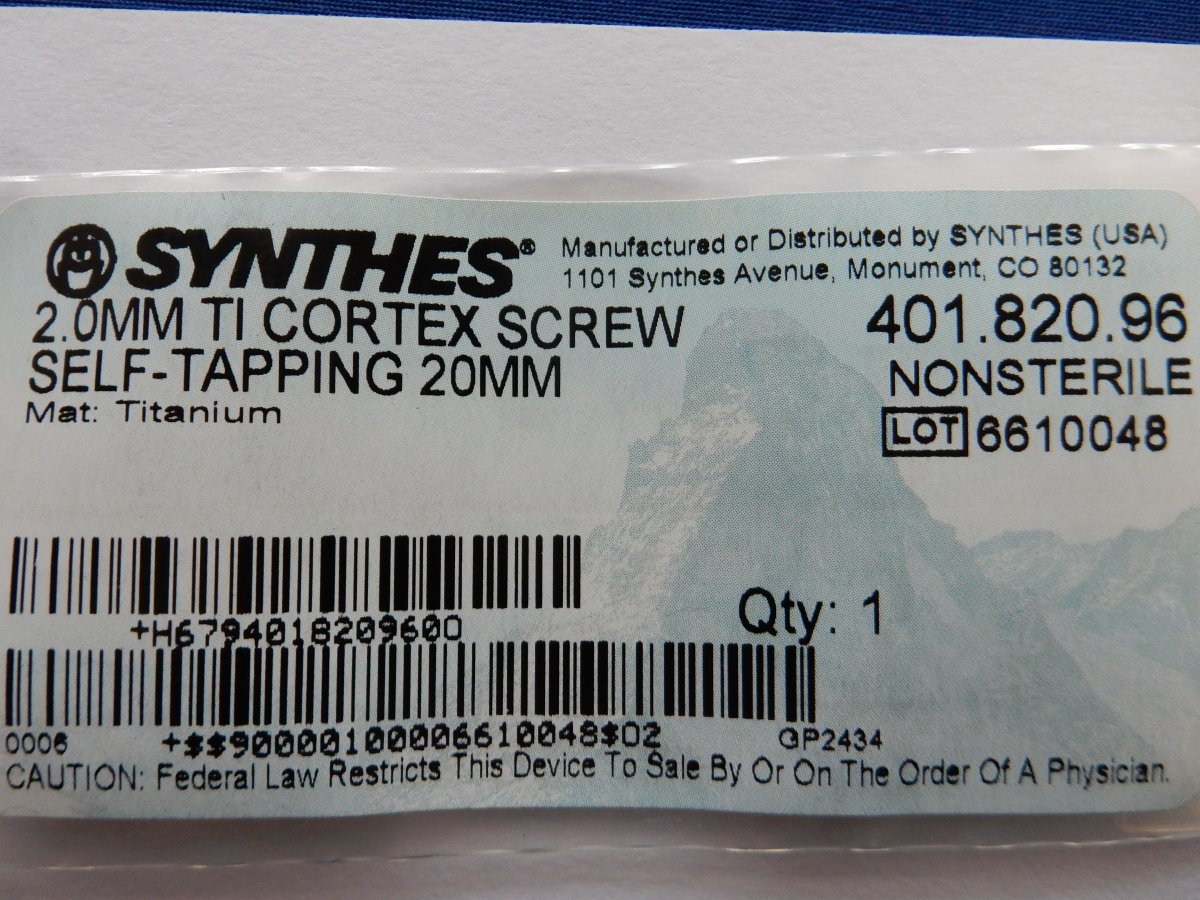 SYNTHES® Manufactured or Distributed by SYNTHES (USA)
1101 Synthes Avenue, Monument, CO 80132
2.0MM TI CORTEX SCREW 401.820.96
SELF-TAPPING 20MM NONSTERILE
Mat: Titanium LOT 6610048
+H6794018209600
Qty: 1
0006 +$$900000100006610048$02 GP2434
CAUTION: Federal Law Restricts This Device To Sale By Or On The Order Of A Physician.